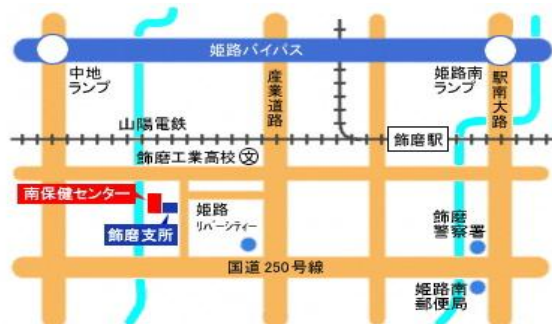 姫路バイパス
中地
ランプ
産業道路
姫路南
ランプ
駅南大路
山陽電鉄
飾磨駅
飾磨工業高校 文
南保健センター
飾磨支所
姫路
リバーシティー
飾磨
警察署
国道250号線
姫路南
郵便局